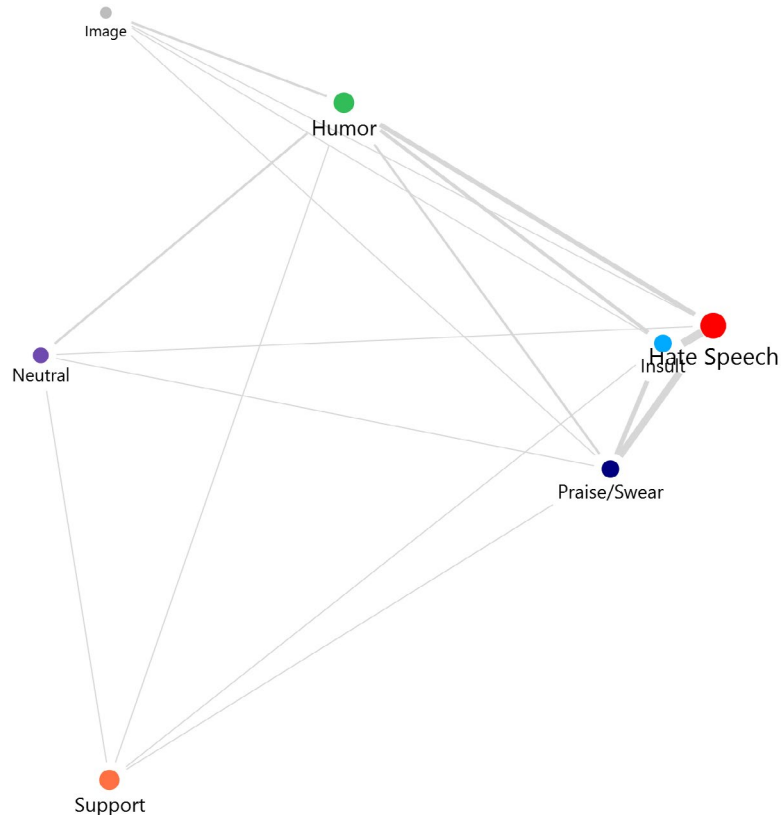 Image
Humor
Hate Speech
Insult
Neutral
Praise/Swear
Support